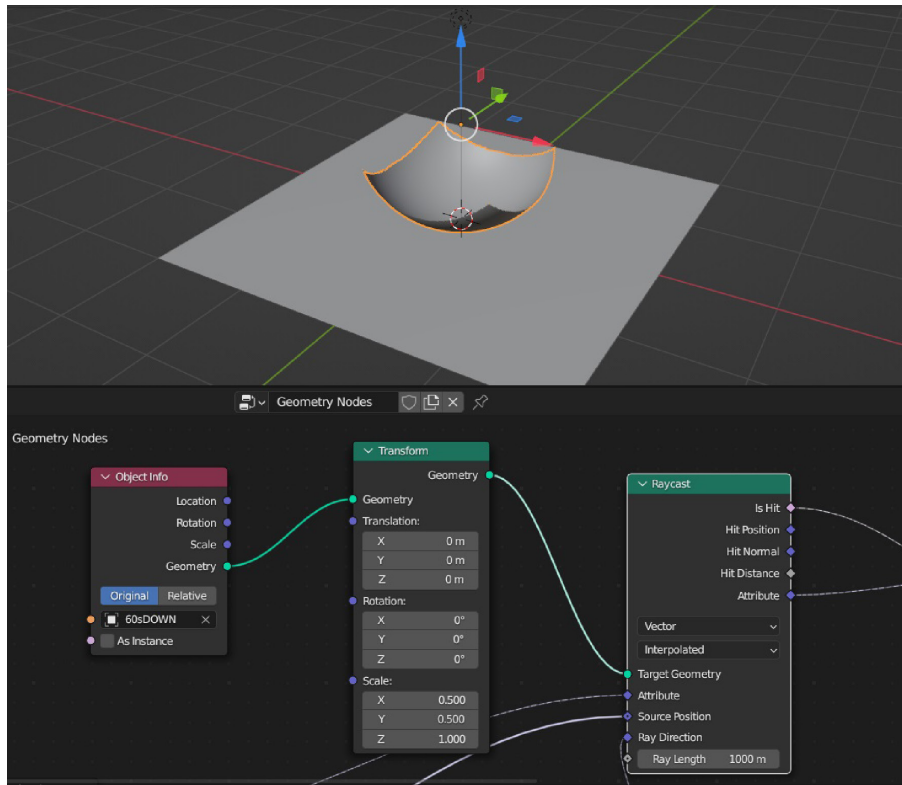 Geometry Nodes
Geometry Nodes
Object Info
Location
Rotation
Scale
Geometry
Original Relative
60sDOWN
As Instance
Transform
Geometry
Geometry
Translation:
X 0 m
Y 0 m
Z 0 m
Rotation:
X 0°
Y 0°
Z 0°
Scale:
X 0.500
Y 0.500
Z 1.000
Raycast
Is Hit
Hit Position
Hit Normal
Hit Distance
Attribute
Vector
Interpolated
Target Geometry
Attribute
Source Position
Ray Direction
Ray Length 1000 m